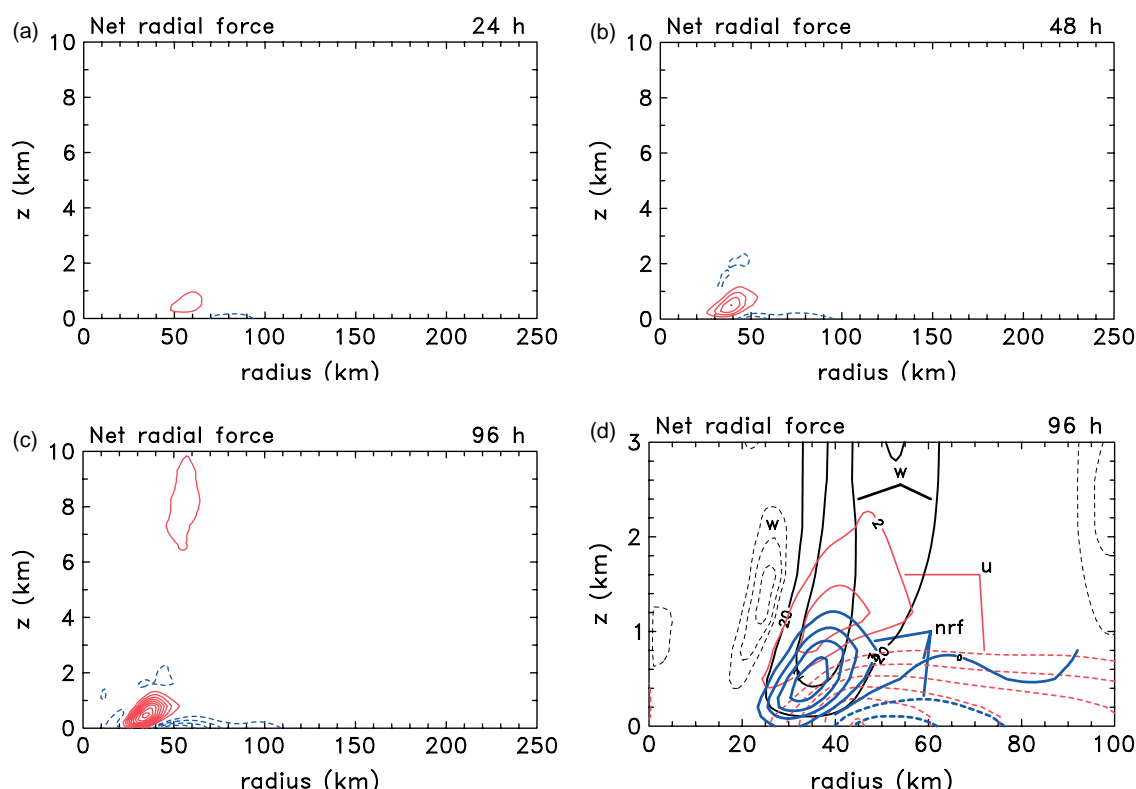 (a) Net radial force 24 h
10
8
6
4
2
0
z (km)
0 50 100 150 200 250
radius (km)
(b) Net radial force 48 h
10
8
6
4
2
0
z (km)
0 50 100 150 200 250
radius (km)
(c) Net radial force 96 h
10
8
6
4
2
0
z (km)
0 50 100 150 200 250
radius (km)
(d) Net radial force 96 h
3
2
1
0
z (km)
w
w
2
u
20
nrf
3
20
0
0 20 40 60 80 100
radius (km)